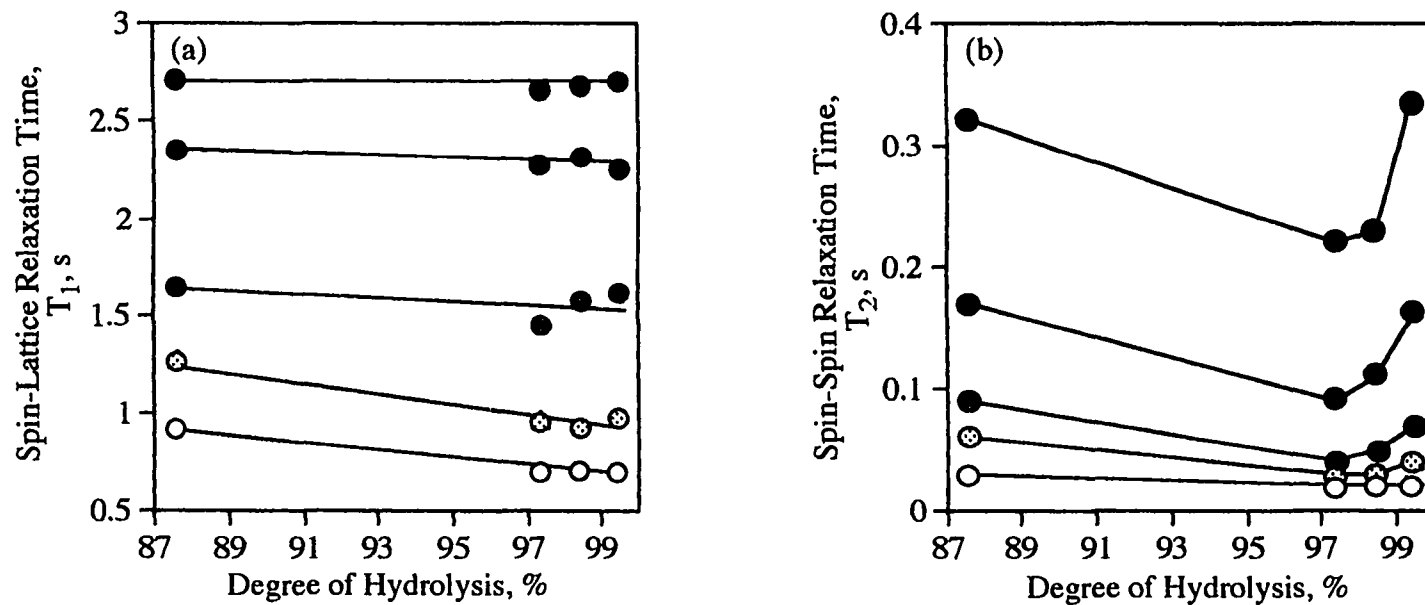 (a)
Spin-Lattice Relaxation Time,
T1, s
3
2.5
2
1.5
1
0.5
87 89 91 93 95 97 99
Degree of Hydrolysis, %
(b)
Spin-Spin Relaxation Time,
T2, s
0.4
0.3
0.2
0.1
0
87 89 91 93 95 97 99
Degree of Hydrolysis, %